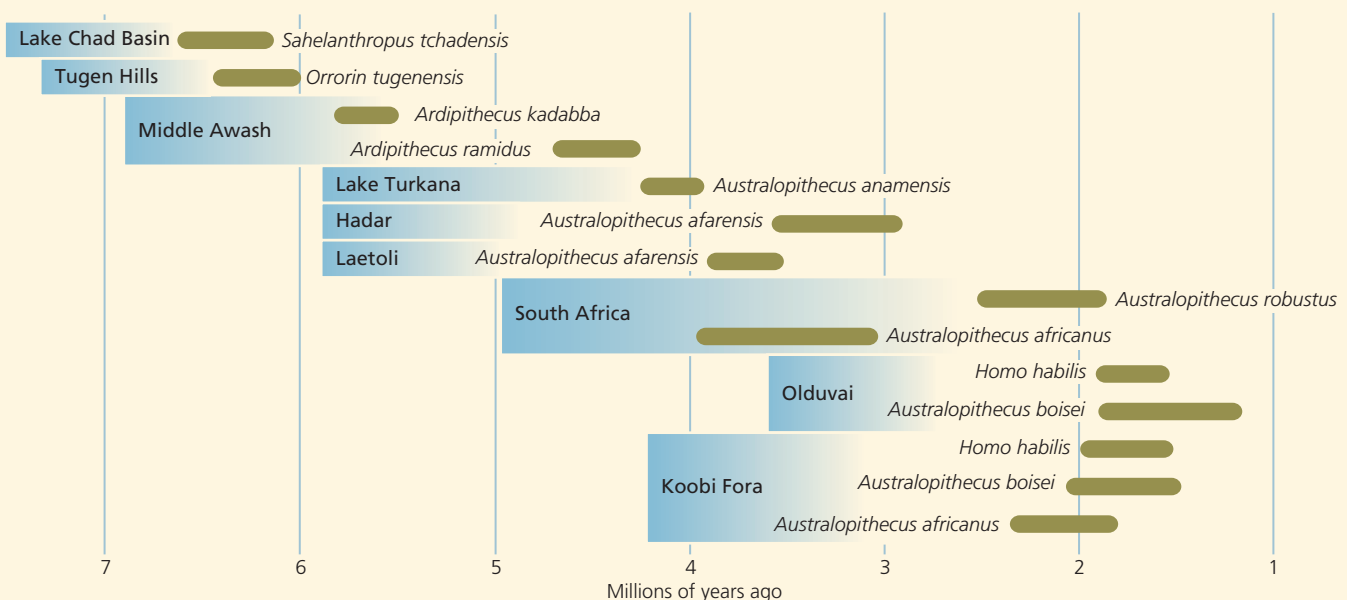 Lake Chad Basin Sahelanthropus tchadensis
Tugen Hills Orrorin tugenensis
Middle Awash
Ardipithecus kadabba
Ardipithecus ramidus
Lake Turkana Australopithecus anamensis
Hadar Australopithecus afarensis
Laetoli Australopithecus afarensis
South Africa
Australopithecus robustus
Australopithecus africanus
Olduvai
Homo habilis
Australopithecus boisei
Koobi Fora
Homo habilis
Australopithecus boisei
Australopithecus africanus
7 6 5 4 3 2 1
Millions of years ago